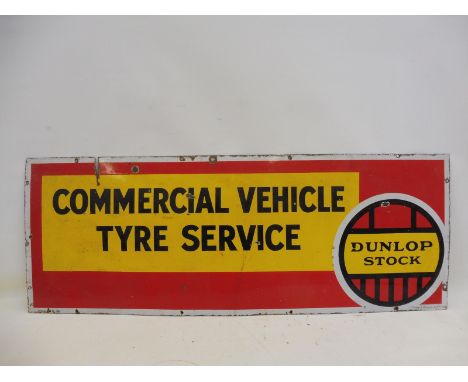 COMMERCIAL VEHICLE
TYRE SERVICE
DUNLOP
STOCK